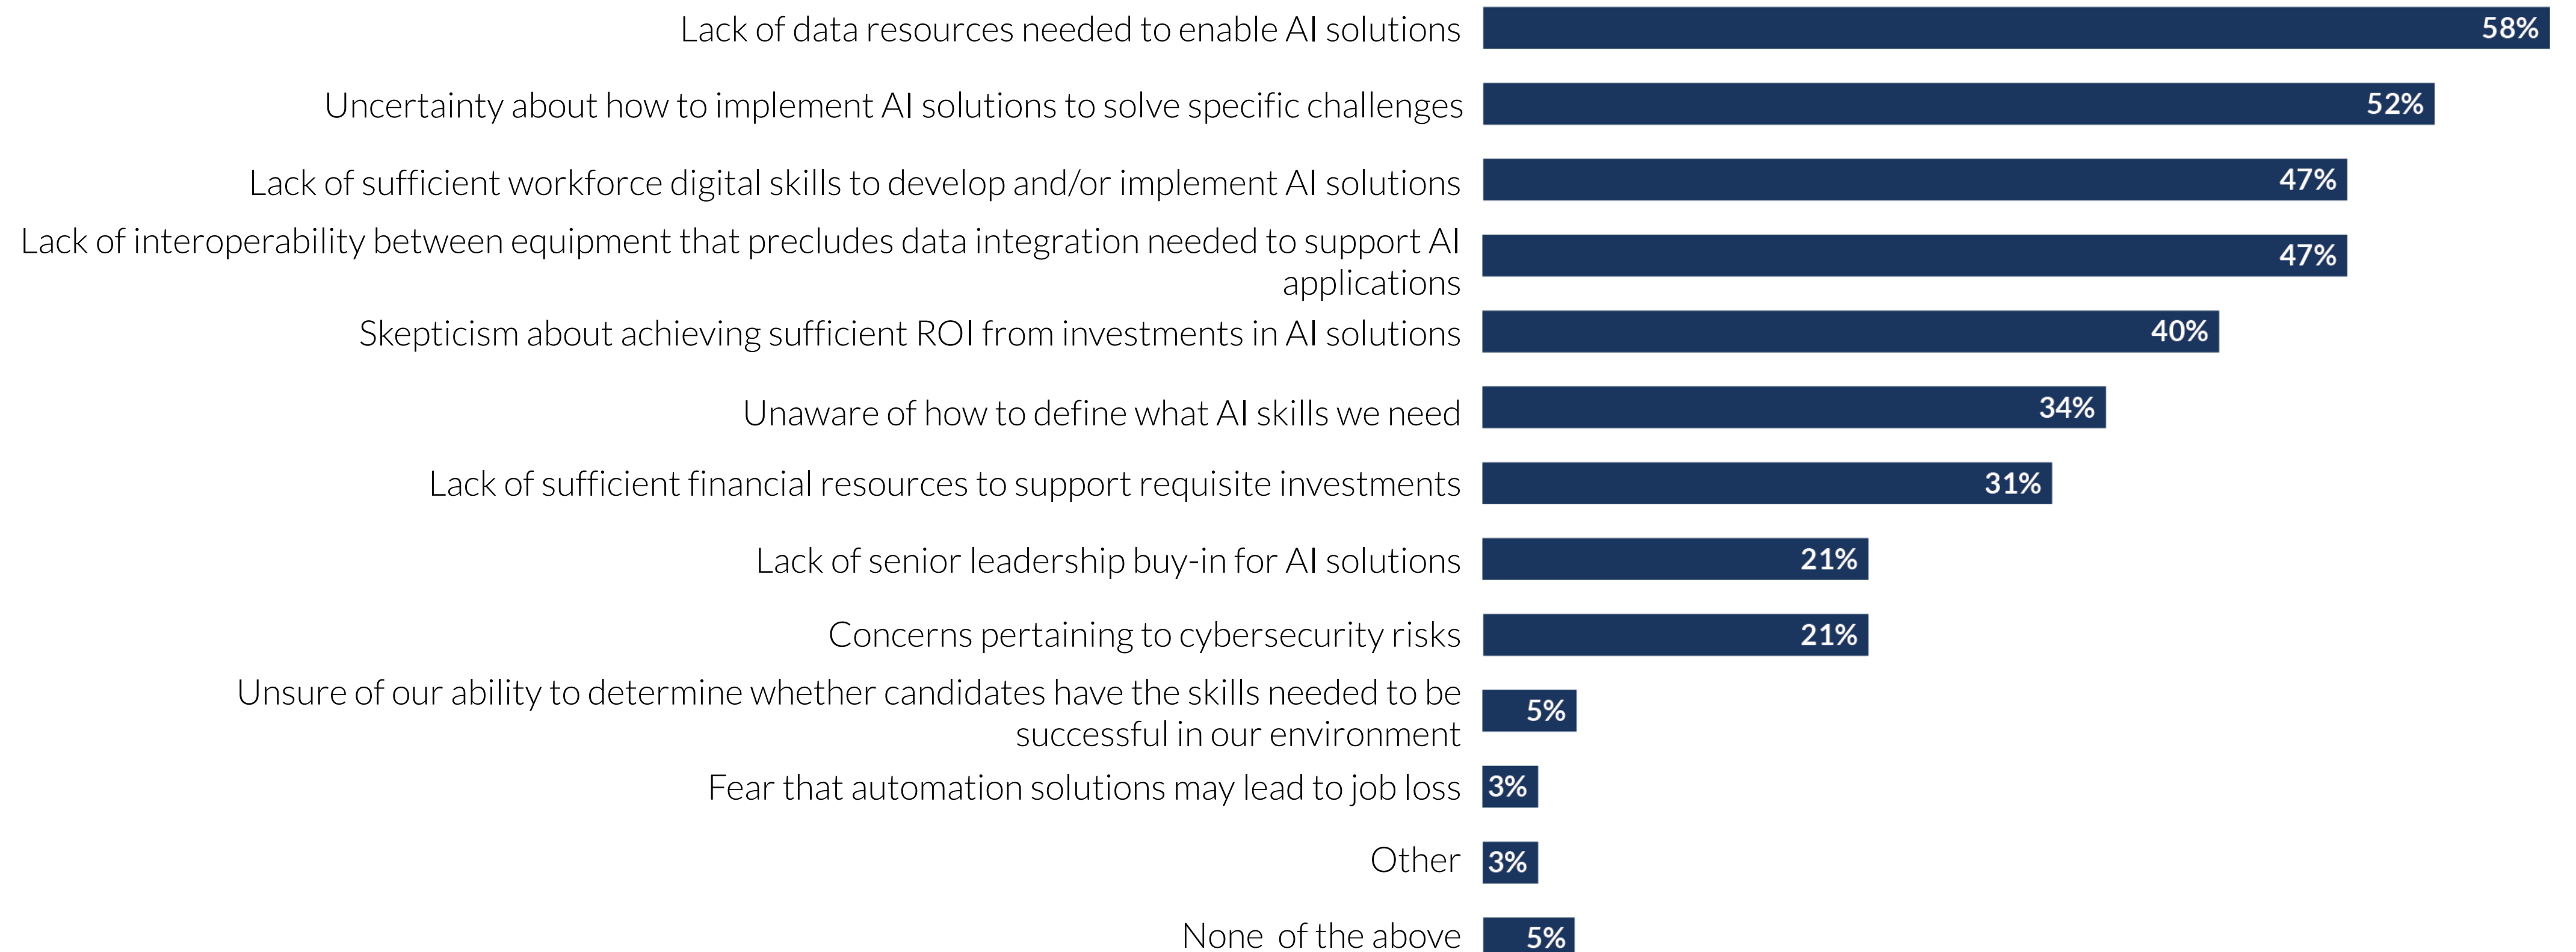 Lack of data resources needed to enable AI solutions 58%
Uncertainty about how to implement AI solutions to solve specific challenges 52%
Lack of sufficient workforce digital skills to develop and/or implement AI solutions 47%
Lack of interoperability between equipment that precludes data integration needed to support AI
applications 47%
Skepticism about achieving sufficient ROI from investments in AI solutions 40%
Unaware of how to define what AI skills we need 34%
Lack of sufficient financial resources to support requisite investments 31%
Lack of senior leadership buy-in for AI solutions 21%
Concerns pertaining to cybersecurity risks 21%
Unsure of our ability to determine whether candidates have the skills needed to be
successful in our environment 5%
Fear that automation solutions may lead to job loss 3%
Other 3%
None of the above 5%